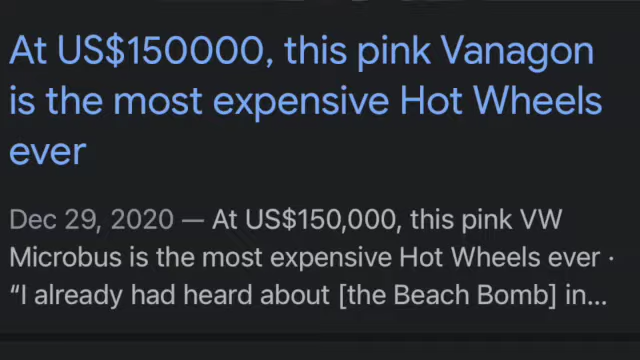 At US$150000, this pink Vanagon
is the most expensive Hot Wheels
ever
Dec 29, 2020 — At US$150,000, this pink VW
Microbus is the most expensive Hot Wheels ever ·
“I already had heard about [the Beach Bomb] in...